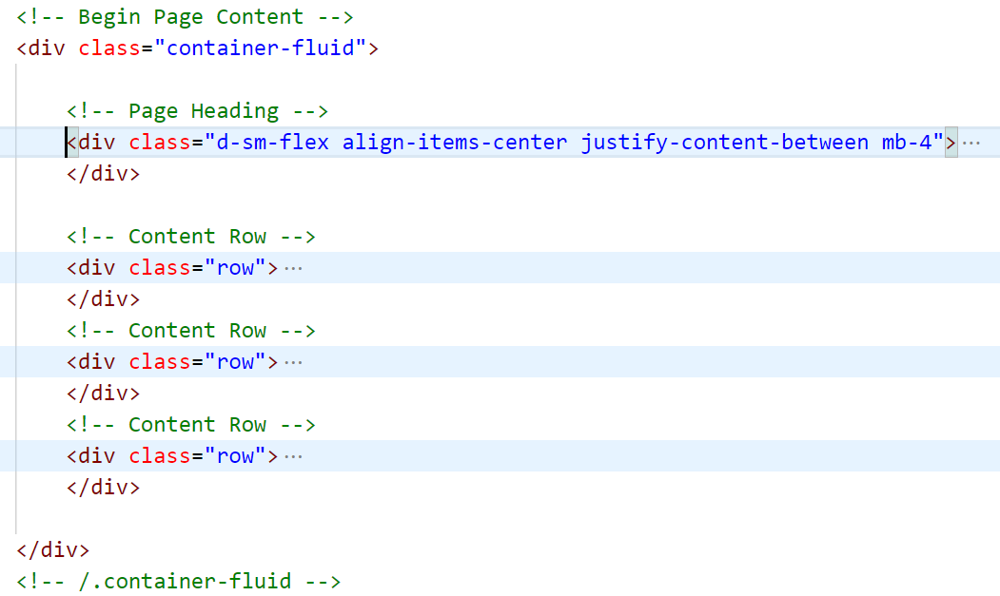 <!-- Begin Page Content -->
<div class="container-fluid">
<!-- Page Heading -->
<div class="d-sm-flex align-items-center justify-content-between mb-4">···
</div>
<!-- Content Row -->
<div class="row">···
</div>
<!-- Content Row -->
<div class="row">···
</div>
<!-- Content Row -->
<div class="row">···
</div>
</div>
<!-- /.container-fluid -->